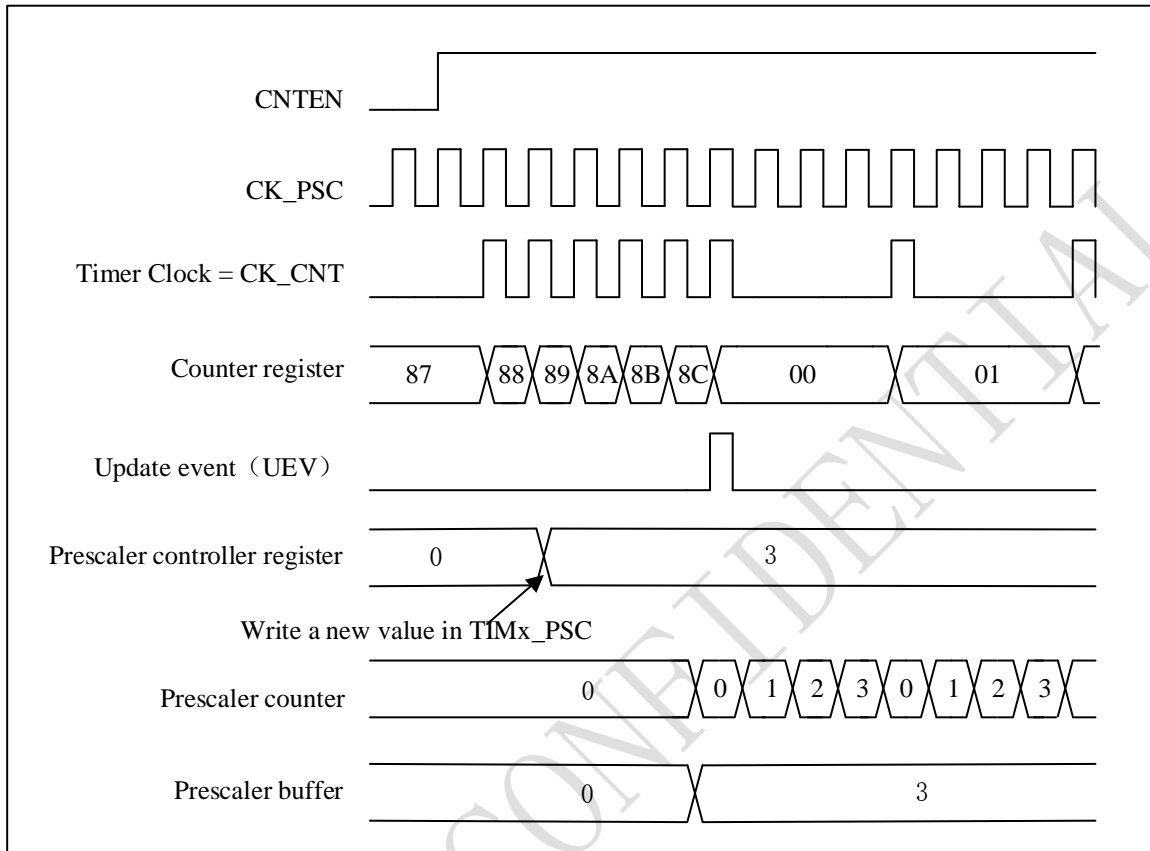 CNTEN
CK_PSC
Timer Clock = CK_CNT
Counter register 87 88 89 8A 8B 8C 00 01
Update event（UEV）
Prescaler controller register 0 3
Write a new value in TIMx_PSC
Prescaler counter 0 0 1 2 3 0 1 2 3
Prescaler buffer 0 3
CONFIDENTIAL